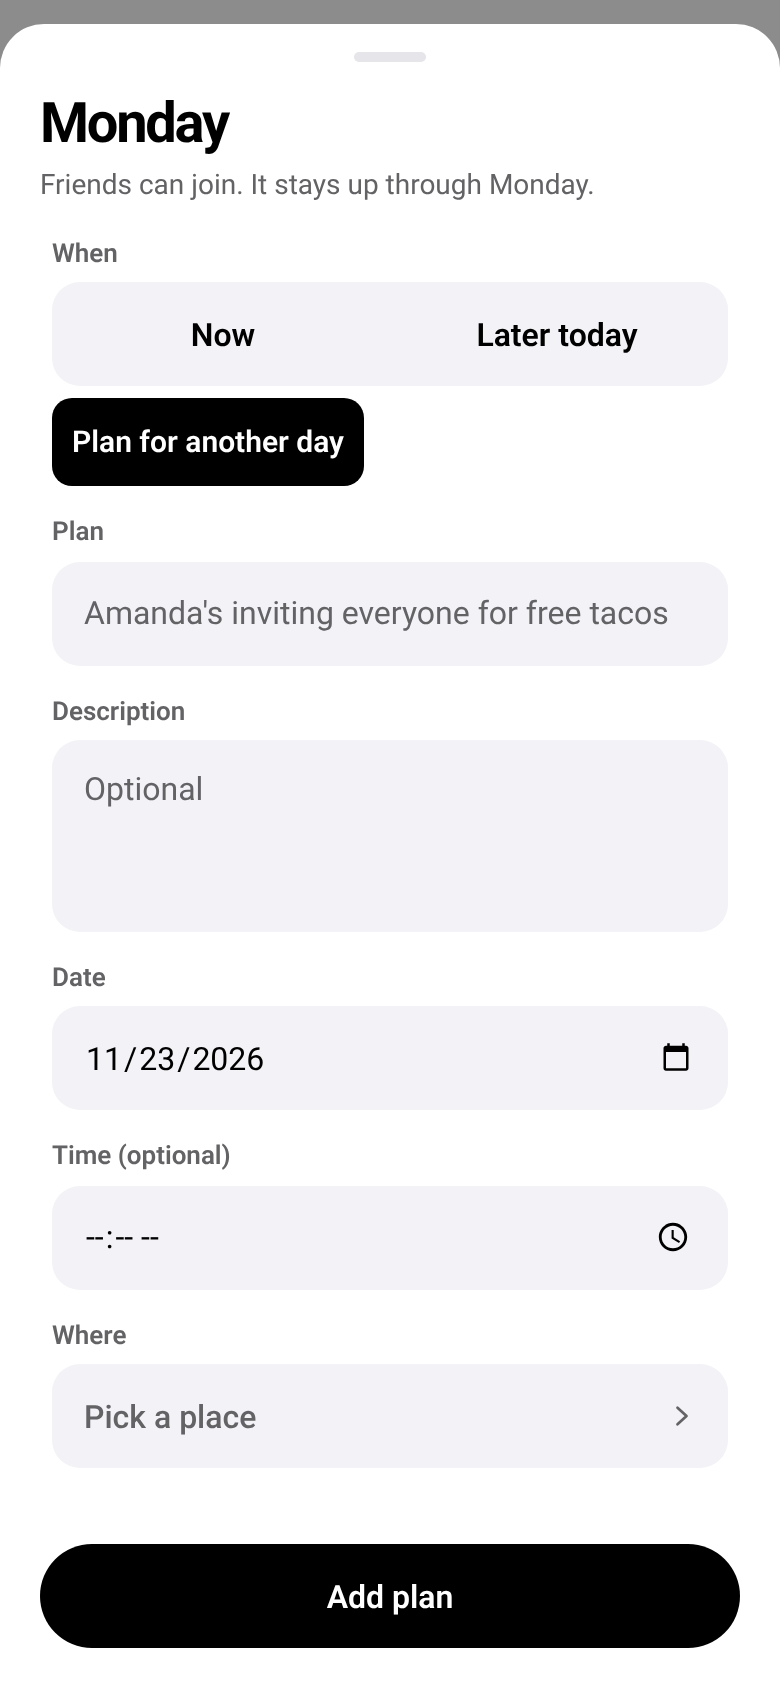 Monday
Friends can join. It stays up through Monday.
When
Now
Later today
Plan for another day
Plan
Amanda's inviting everyone for free tacos
Description
Optional
Date
11/23/2026
Time (optional)
--:-- --
Where
Pick a place
Add plan